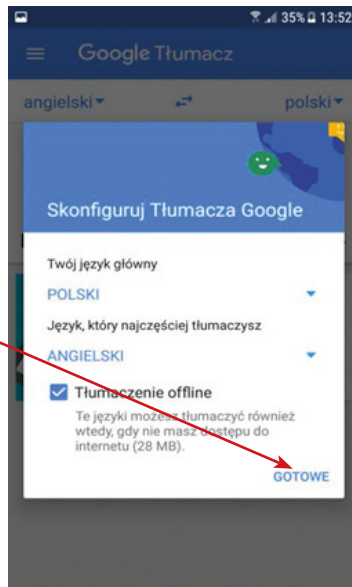 35% 13:52
Google Tłumacz
angielski polski
Skonfiguruj Tłumacza Google
Twój język główny
POLSKI
Język, który najczęściej tłumaczysz
ANGIELSKI
Tłumaczenie offline
Te języki możesz tłumaczyć również
wtedy, gdy nie masz dostępu do
internetu (28 MB).
GOTOWE